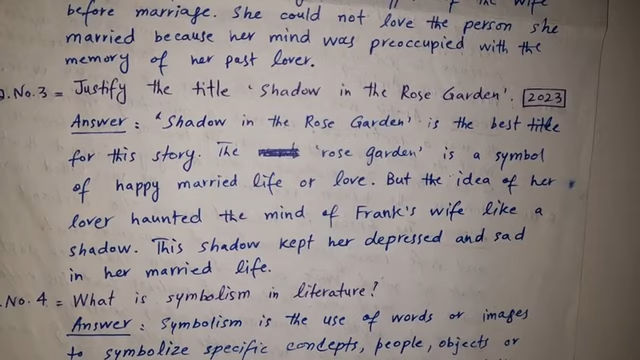 the wife
before marriage. She could not love the person she
married because her mind was preoccupied with the
memory of her past lover.
Q.No.3 = Justify the title 'Shadow in the Rose Garden'. 2023
Answer : "Shadow in the Rose Garden' is the best title
for this story. The 'rose garden' is a symbol
of happy married life or love. But the idea of her
lover haunted the mind of Frank's wife like a
shadow. This shadow kept her depressed and sad
in her married life.
.No. 4 = What is symbolism in literature?
Answer : Symbolism is the use of words or images
to symbolize specific concepts, people, objects or